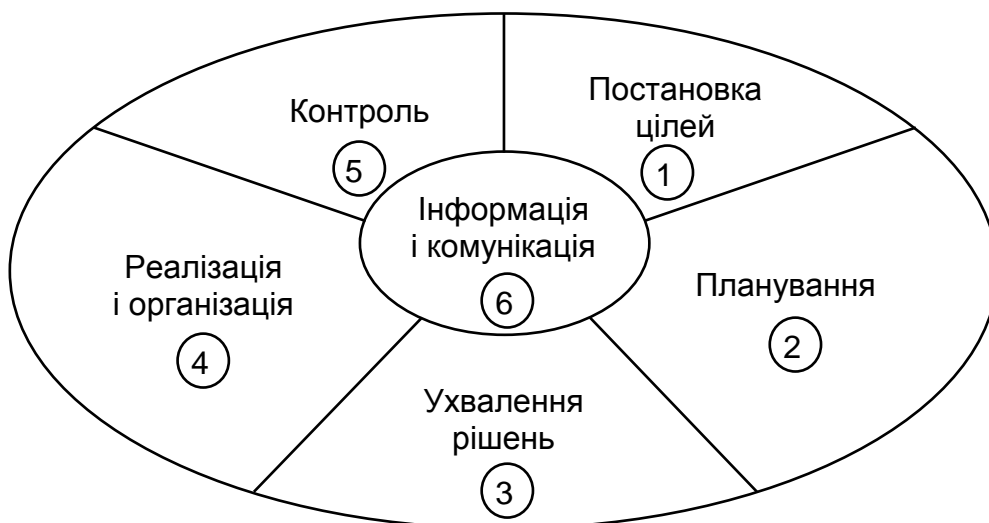 Постановка
цілей
1
Планування
2
Ухвалення
рішень
3
Реалізація
і організація
4
Контроль
5
Інформація
і комунікація
6